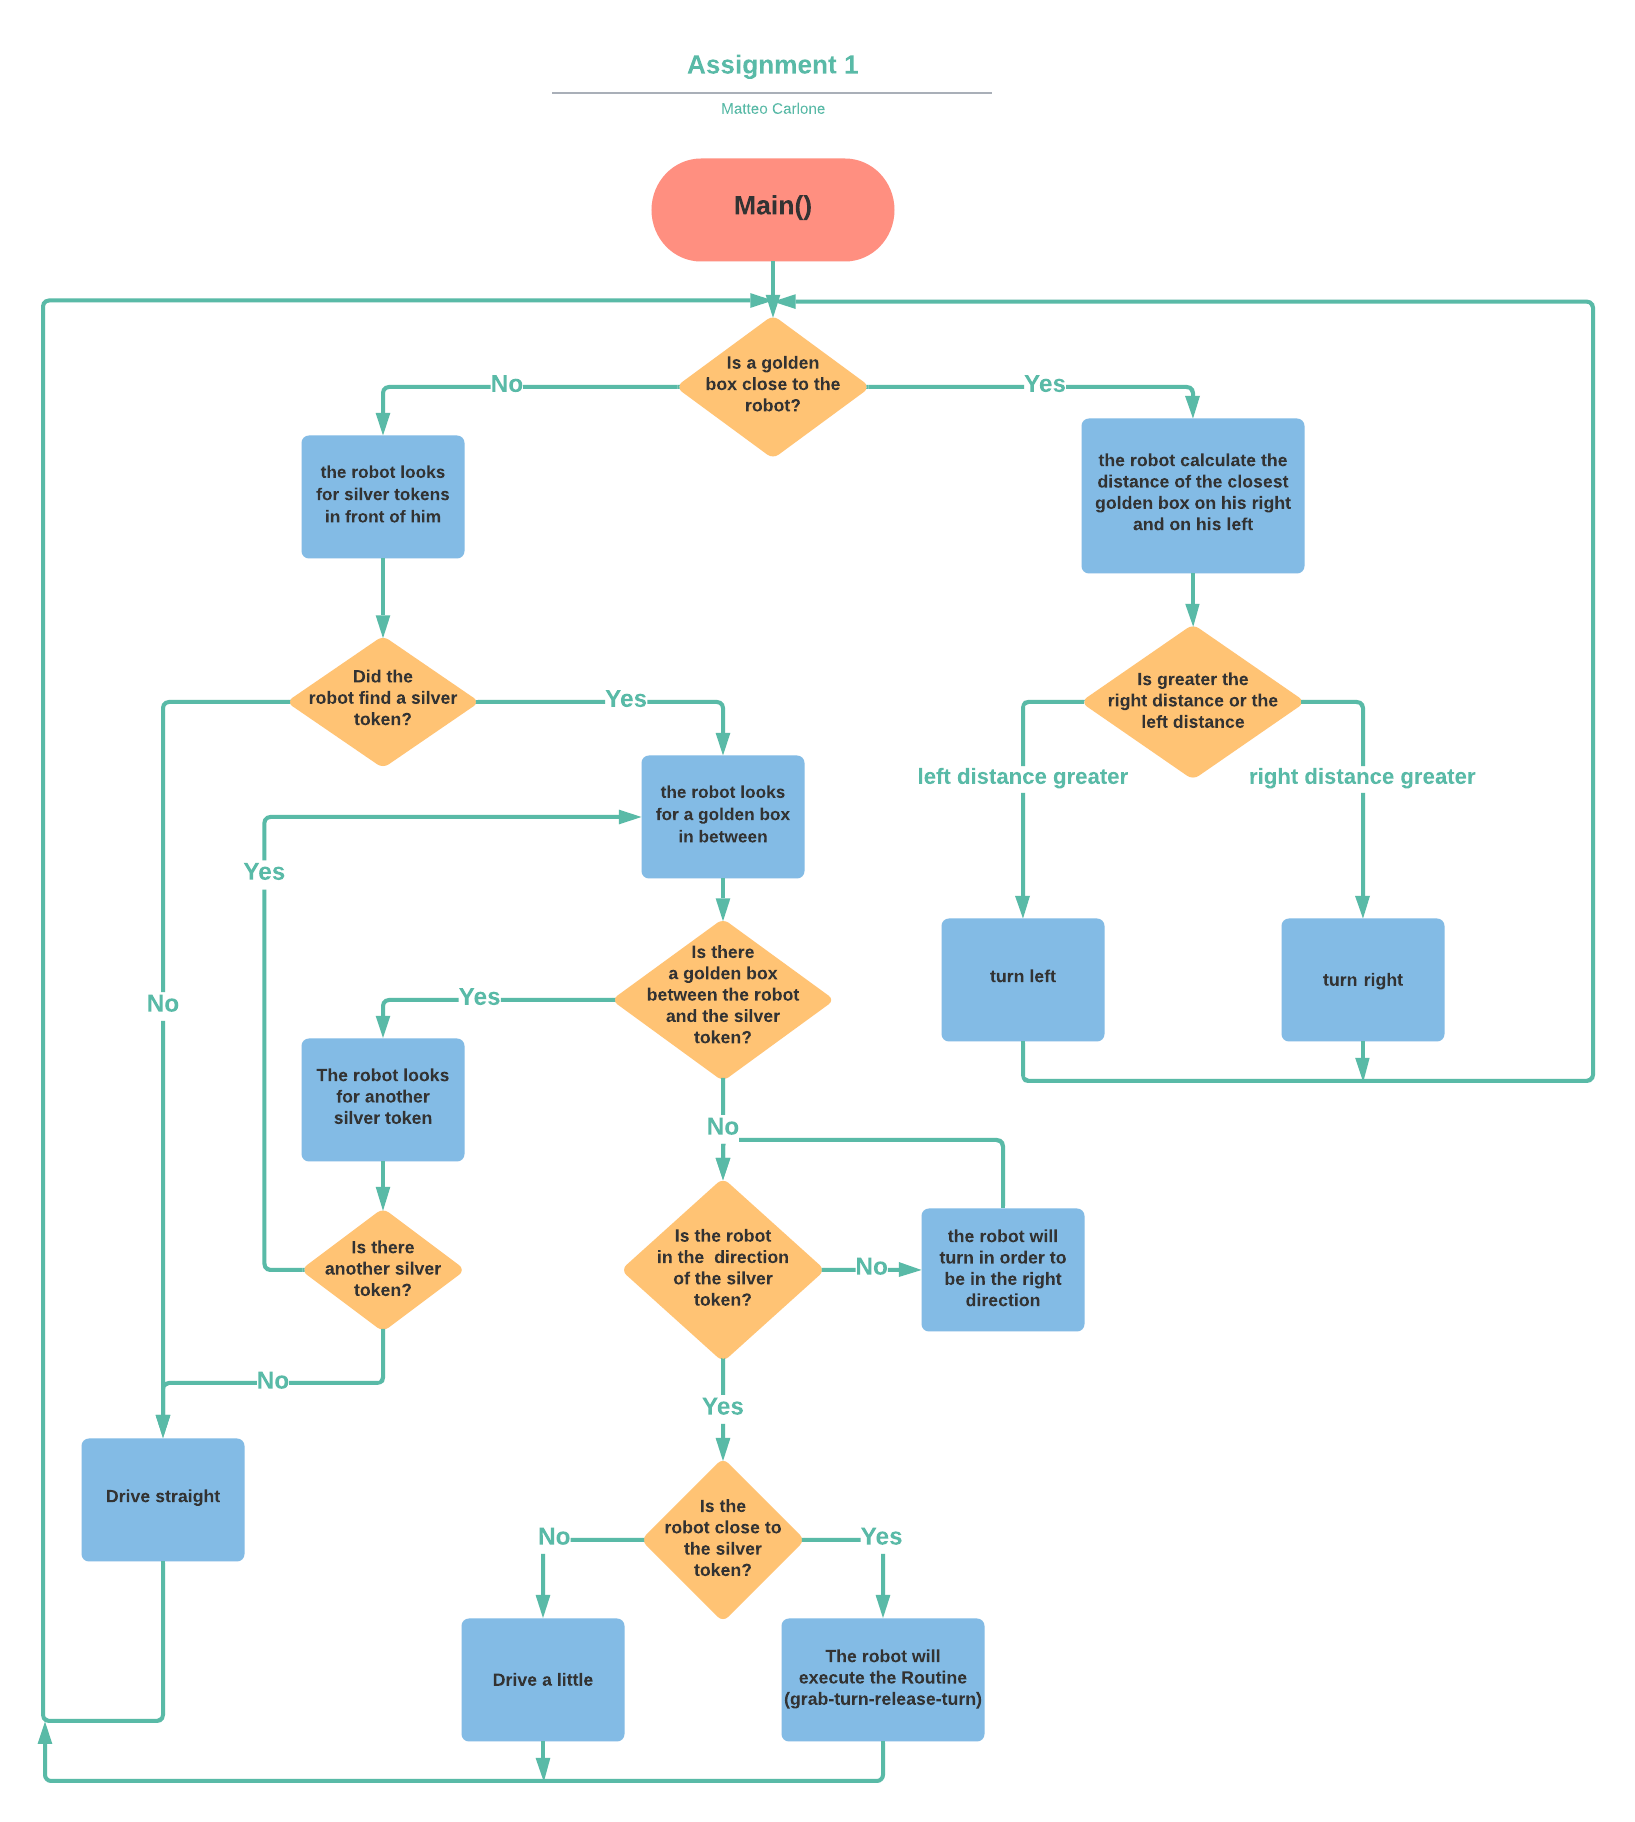 Assignment 1
Matteo Carlone
Main()
Is a golden
box close to the
robot?
No
Yes
the robot looks
for silver tokens
in front of him
the robot calculate the
distance of the closest
golden box on his right
and on his left
Did the
robot find a silver
token?
Yes
Is greater the
right distance or the
left distance
left distance greater
right distance greater
the robot looks
for a golden box
in between
Yes
No
turn left
turn right
Is there
a golden box
between the robot
and the silver
token?
Yes
The robot looks
for another
silver token
No
Is there
another silver
token?
Is the robot
in the  direction
of the silver
token?
No
the robot will
turn in order to
be in the right
direction
No
Yes
Drive straight
Is the
robot close to
the silver
token?
No
Yes
Drive a little
The robot will
execute the Routine
(grab-turn-release-turn)